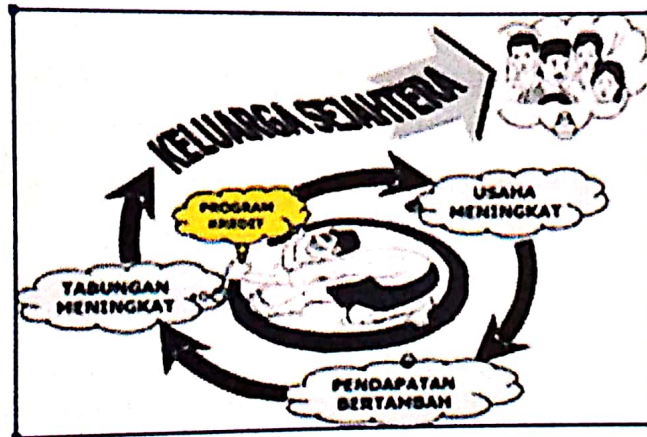 KELUARGA SEJAHTERA
PROGRAM
USAHA
MENINGKAT
TABUNGAN
MENINGKAT
PENDAPATAN
BERTAMBAH